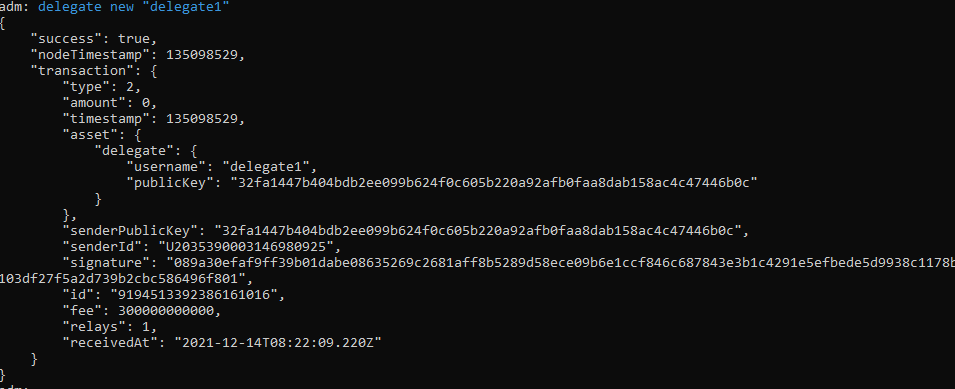 adm: delegate new "delegate1"
{
    "success": true,
    "nodeTimestamp": 135098529,
    "transaction": {
        "type": 2,
        "amount": 0,
        "timestamp": 135098529,
        "asset": {
            "delegate": {
                "username": "delegate1",
                "publicKey": "32fa1447b404bdb2ee099b624f0c605b220a92afb0faa8dab158ac4c47446b0c"
            }
        },
        "senderPublicKey": "32fa1447b404bdb2ee099b624f0c605b220a92afb0faa8dab158ac4c47446b0c",
        "senderId": "U2035390003146980925",
        "signature": "089a30efaf9ff39b01dabe08635269c2681aff8b5289d58ece09b6e1ccf846c687843e3b1c4291e5efbede5d9938c1178b
103df27f5a2d739b2cbc586496f801",
        "id": "9194513392386161016",
        "fee": 300000000000,
        "relays": 1,
        "receivedAt": "2021-12-14T08:22:09.220Z"
    }
}